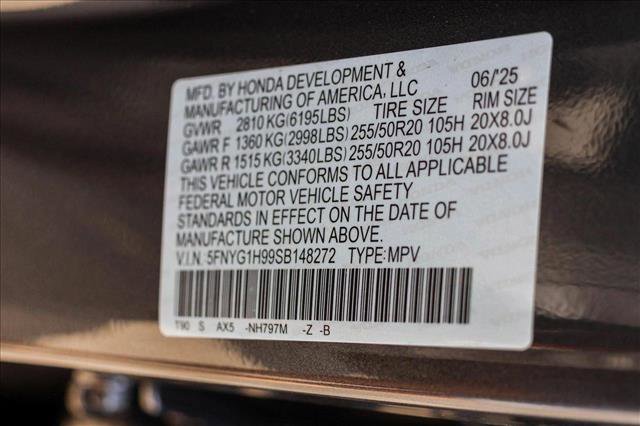 MFD. BY HONDA DEVELOPMENT & 06/'25
MANUFACTURING OF AMERICA, LLC
GVWR 2810 KG(6195LBS) TIRE SIZE RIM SIZE
GAWR F 1360 KG(2998LBS) 255/50R20 105H 20X8.0J
GAWR R 1515 KG(3340LBS) 255/50R20 105H 20X8.0J
THIS VEHICLE CONFORMS TO ALL APPLICABLE
FEDERAL MOTOR VEHICLE SAFETY
STANDARDS IN EFFECT ON THE DATE OF
MANUFACTURE SHOWN ABOVE.
V.I.N.: 5FNYG1H99SB148272 TYPE: MPV
T90 S AX5 -NH797M -Z -B